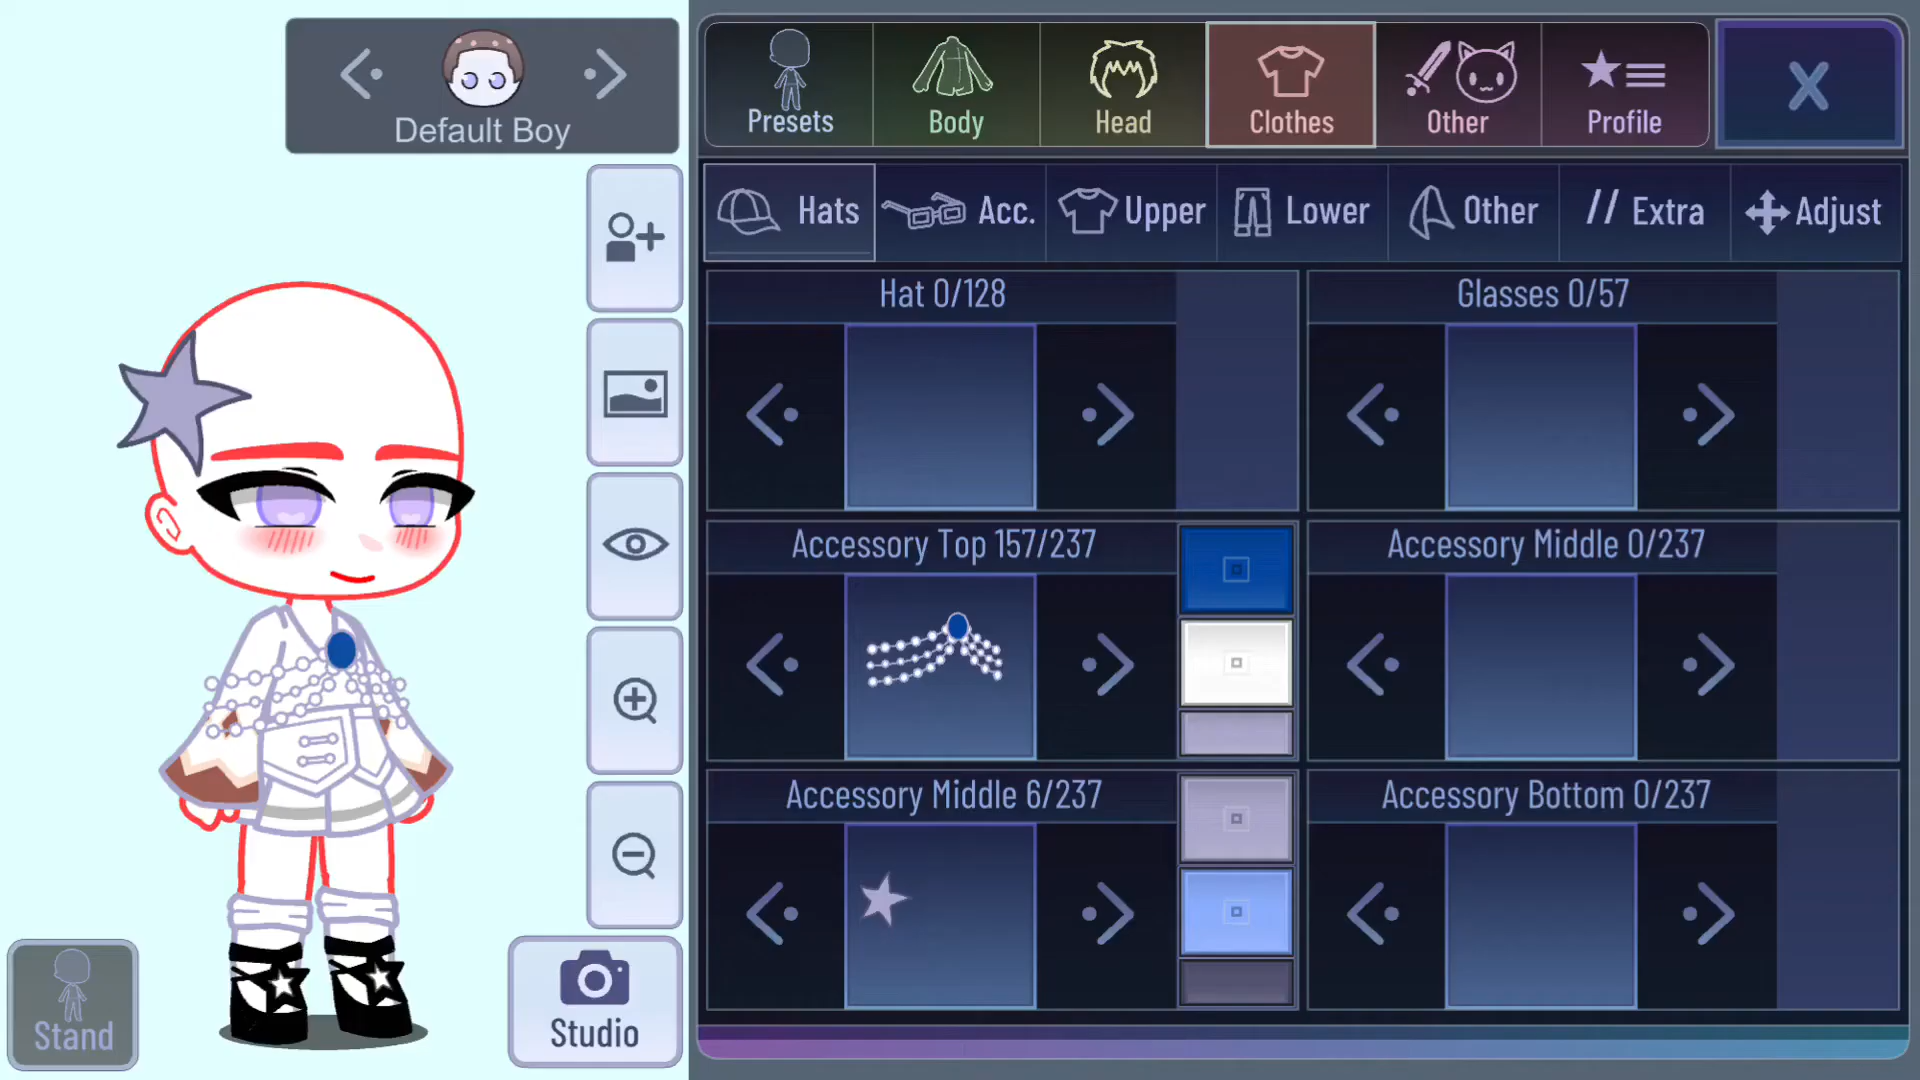 Default Boy
Presets
Body
Head
Clothes
Other
Profile
X
Hats
Acc.
Upper
Lower
Other
Extra
Adjust
Hat 0/128
Glasses 0/57
Accessory Top 157/237
Accessory Middle 0/237
Accessory Middle 6/237
Accessory Bottom 0/237
Stand
Studio